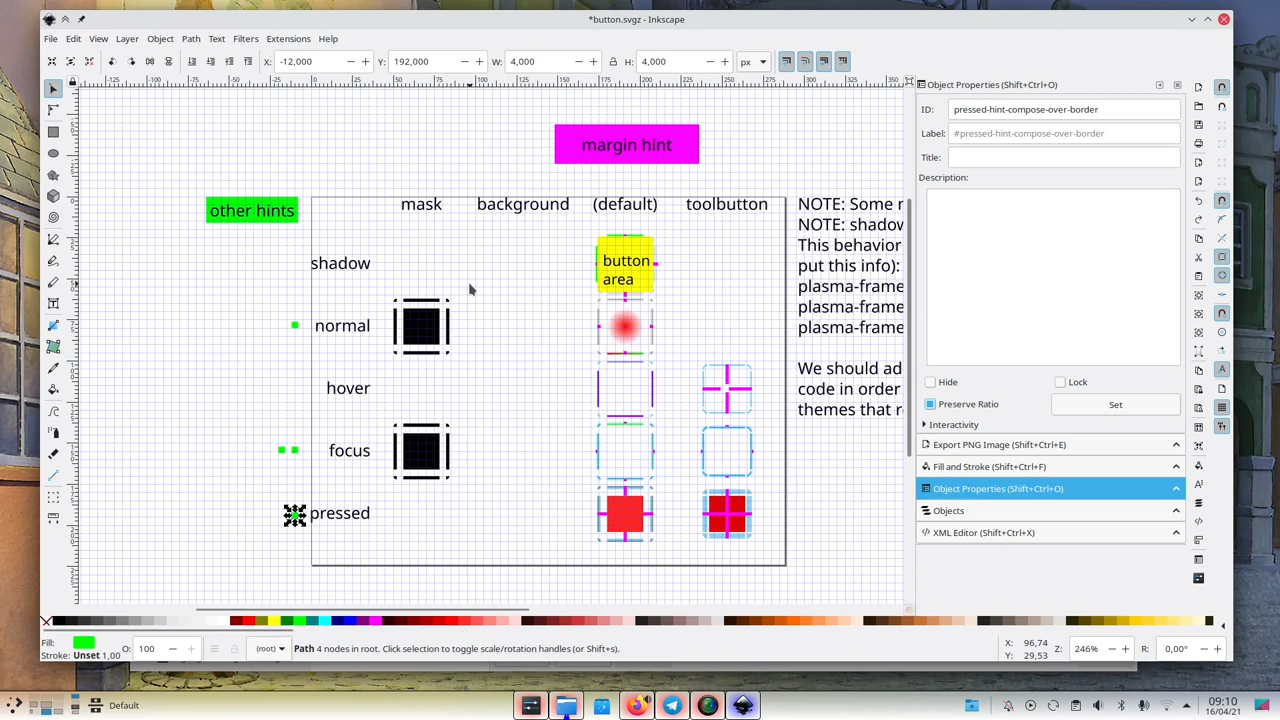 *button.svgz - Inkscape
File Edit View Layer Object Path Text Filters Extensions Help
X: -12,000 Y: 192,000 W: 4,000 H: 4,000 px
Object Properties (Shift+Ctrl+O)
ID: pressed-hint-compose-over-border
Label: #pressed-hint-compose-over-border
Title:
Description:
margin hint
other hints
mask background (default) toolbutton
shadow
button
area
normal
hover
focus
pressed
NOTE: Some r
NOTE: shadow
This behavior
put this info):
plasma-frame
plasma-frame
plasma-frame
We should ad
code in order
themes that r
Hide Lock
Preserve Ratio Set
Interactivity
Export PNG Image (Shift+Ctrl+E)
Fill and Stroke (Shift+Ctrl+F)
Object Properties (Shift+Ctrl+O)
Objects
XML Editor (Shift+Ctrl+X)
Fill:
Stroke: Unset 1,00
O: 100
(root)
Path 4 nodes in root. Click selection to toggle scale/rotation handles (or Shift+s).
X: 96,74
Y: 29,53
Z: 246%
R: 0,00°
Default
09:10
16/04/21